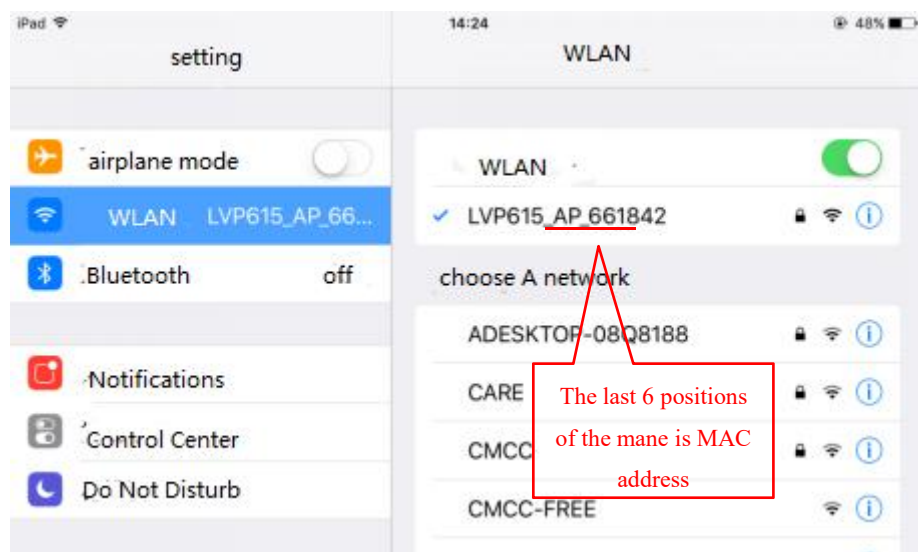 iPad 14:24 48%
setting WLAN
airplane mode
WLAN LVP615_AP_66...
Bluetooth off
Notifications
Control Center
Do Not Disturb
WLAN
LVP615_AP_661842
choose A network
ADESKTOP-08Q8188
CARE
CMCC
CMCC-FREE
The last 6 positions
of the mane is MAC
address